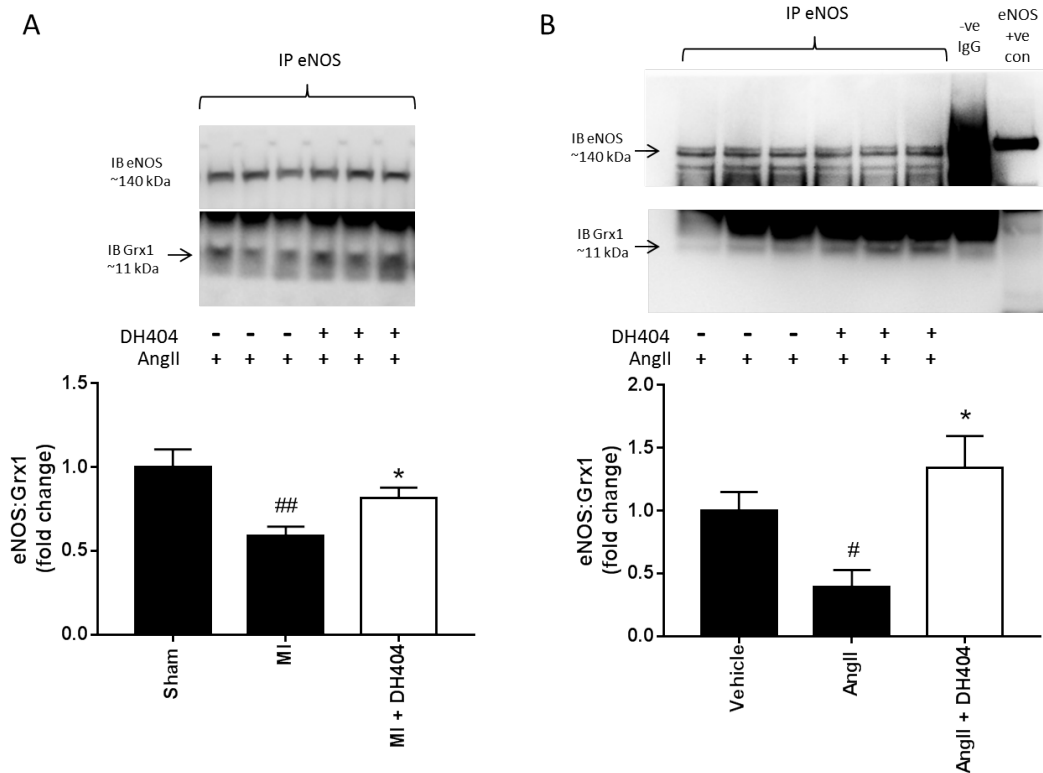 A
IP eNOS
IB eNOS
~140 kDa
IB Grx1
~11 kDa
DH404 - - - + + +
AngII + + + + + +
eNOS:Grx1
(fold change)
1.5
1.0
0.5
0.0
##
*
Sham
MI
MI + DH404
B
IP eNOS
-ve
IgG
eNOS
+ve
con
IB eNOS
~140 kDa
IB Grx1
~11 kDa
DH404 - - - + + +
AngII + + + + + +
eNOS:Grx1
(fold change)
2.0
1.5
1.0
0.5
0.0
#
*
Vehicle
AngII
AngII + DH404